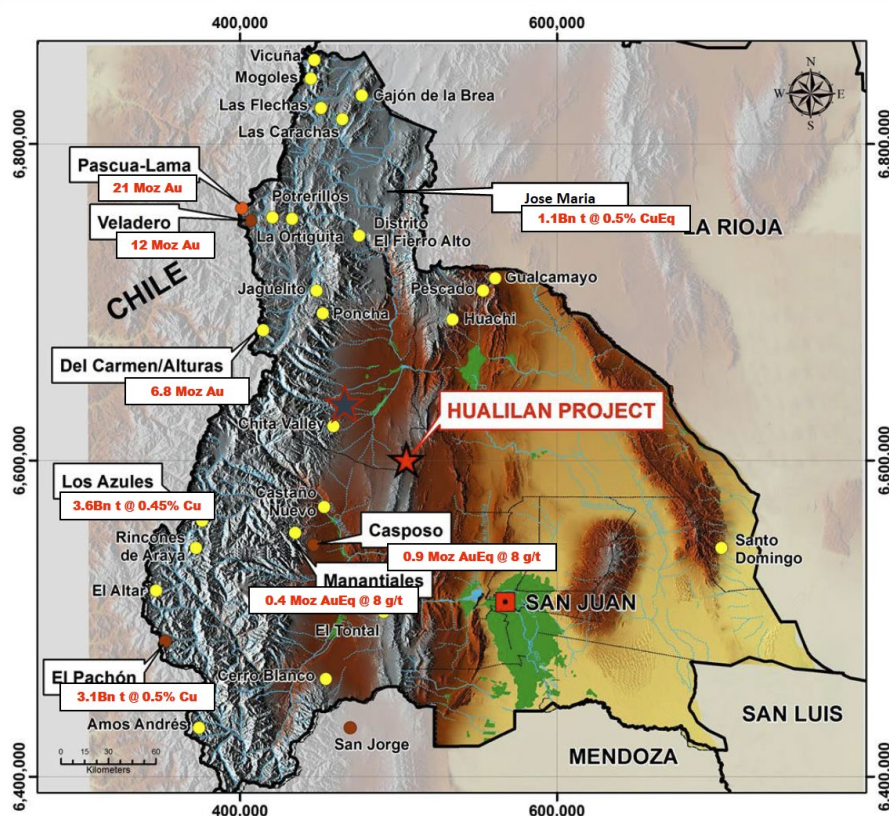 400,000
600,000
Vicuña
Mogoles
Las Flechas
Cajón de la Brea
Las Carachas
N
W
E
S
6,800,000
6,800,000
Pascua-Lama
21 Moz Au
Potrerillos
Jose Maria
1.1Bn t @ 0.5% CuEq
Veladero
12 Moz Au
La Ortiguita
Distrito
El Fierro Alto
LA RIOJA
CHILE
Jaguelito
Gualcamayo
Pescado
Poncha
Huachi
Del Carmen/Alturas
6.8 Moz Au
Chita Valley
HUALILAN PROJECT
6,600,000
6,600,000
Los Azules
3.6Bn t @ 0.45% Cu
Castaño
Nuevo
Rincones
de Araya
Casposo
0.9 Moz AuEq @ 8 g/t
Santo
Domingo
Manantiales
0.4 Moz AuEq @ 8 g/t
El Altar
SAN JUAN
El Tontal
El Pachón
3.1Bn t @ 0.5% Cu
Cerro Blanco
Amos Andrés
San Jorge
SAN LUIS
MENDOZA
0 15 30 60
Kilometers
6,400,000
6,400,000
400,000
600,000